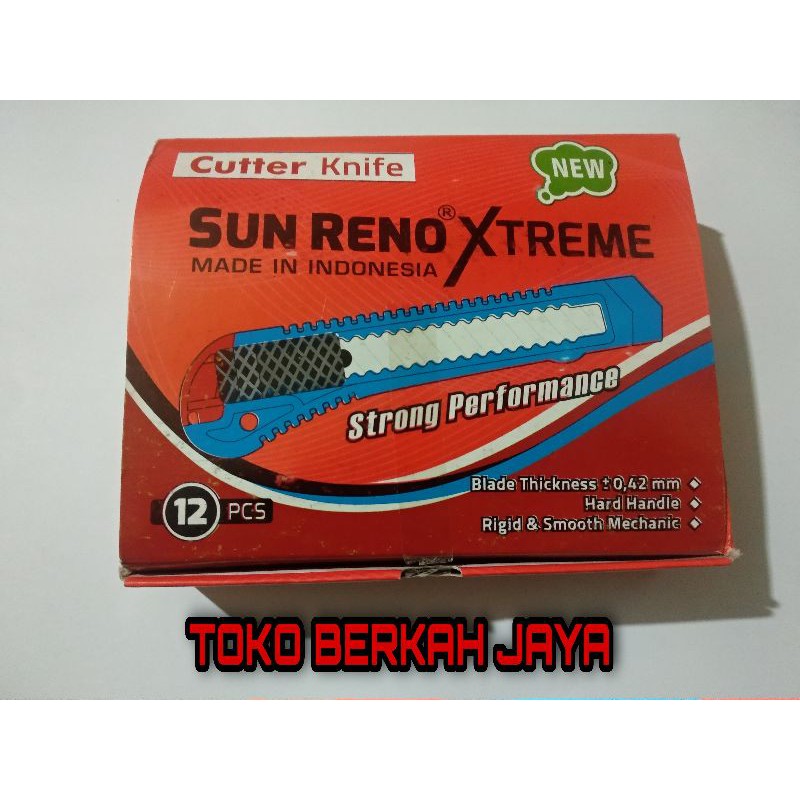 Cutter Knife
NEW
SUN RENO® XTREME
MADE IN INDONESIA
Strong Performance
Blade Thickness ± 0,42 mm
Hard Handle
Rigid & Smooth Mechanic
12 PCS
TOKO BERKAH JAYA